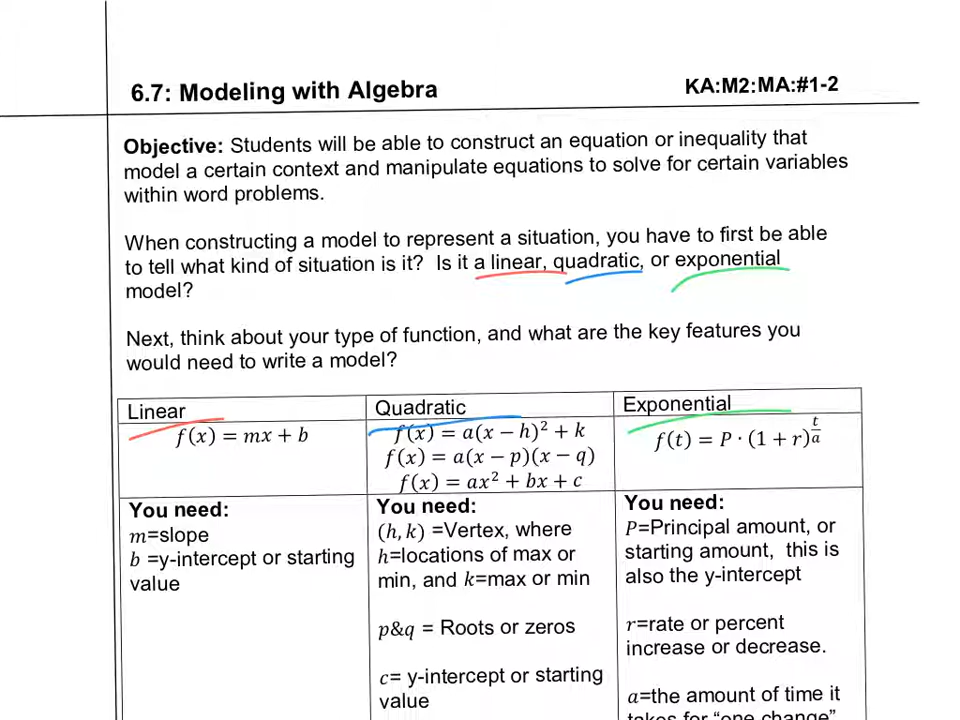 6.7: Modeling with Algebra
KA:M2:MA:#1-2
Objective: Students will be able to construct an equation or inequality that
model a certain context and manipulate equations to solve for certain variables
within word problems.
When constructing a model to represent a situation, you have to first be able
to tell what kind of situation is it? Is it a linear, quadratic, or exponential
model?
Next, think about your type of function, and what are the key features you
would need to write a model?
Linear
f(x) = mx + b
You need:
m=slope
b =y-intercept or starting
value
Quadratic
f(x) = a(x − h)² + k
f(x) = a(x − p)(x − q)
f(x) = ax² + bx + c
You need:
(h, k) =Vertex, where
h=locations of max or
min, and k=max or min
p&q = Roots or zeros
c= y-intercept or starting
value
Exponential
f(t) = P · (1 + r)^(t/a)
You need:
P=Principal amount, or
starting amount, this is
also the y-intercept
r=rate or percent
increase or decrease.
a=the amount of time it
takes for "one change"